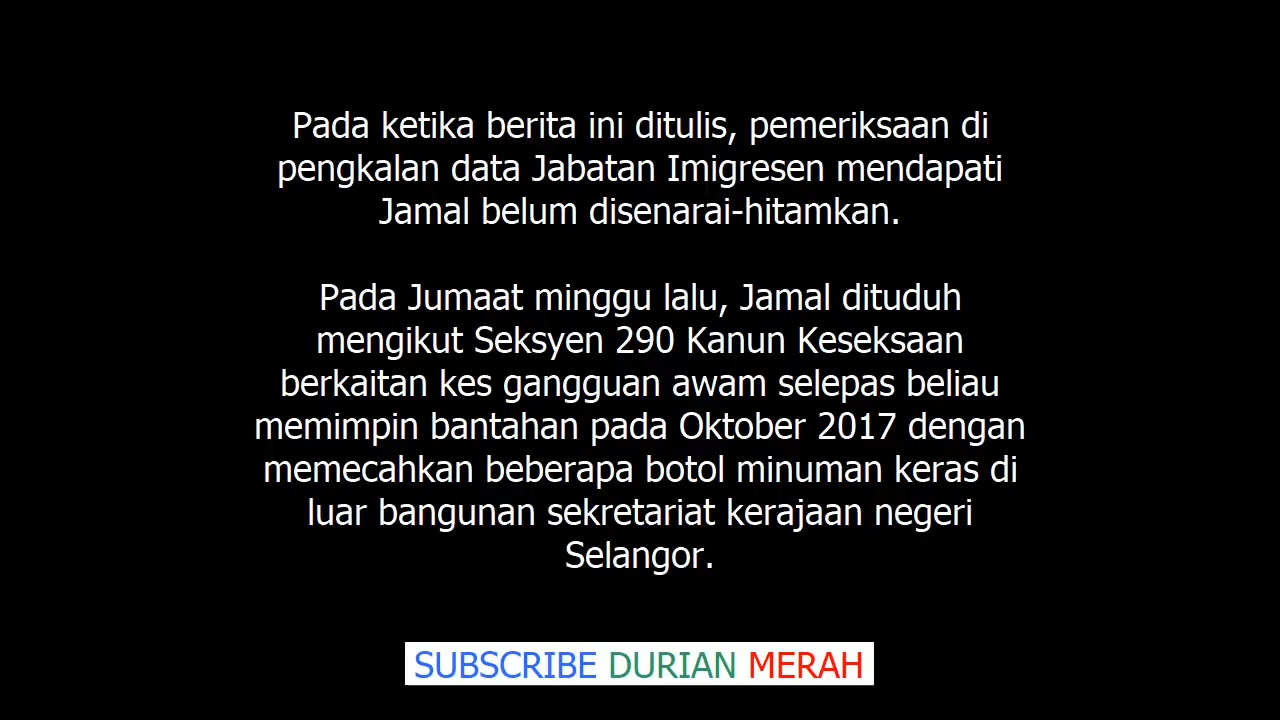 Pada ketika berita ini ditulis, pemeriksaan di
pengkalan data Jabatan Imigresen mendapati
Jamal belum disenarai-hitamkan.
Pada Jumaat minggu lalu, Jamal dituduh
mengikut Seksyen 290 Kanun Keseksaan
berkaitan kes gangguan awam selepas beliau
memimpin bantahan pada Oktober 2017 dengan
memecahkan beberapa botol minuman keras di
luar bangunan sekretariat kerajaan negeri
Selangor.
SUBSCRIBE DURIAN MERAH